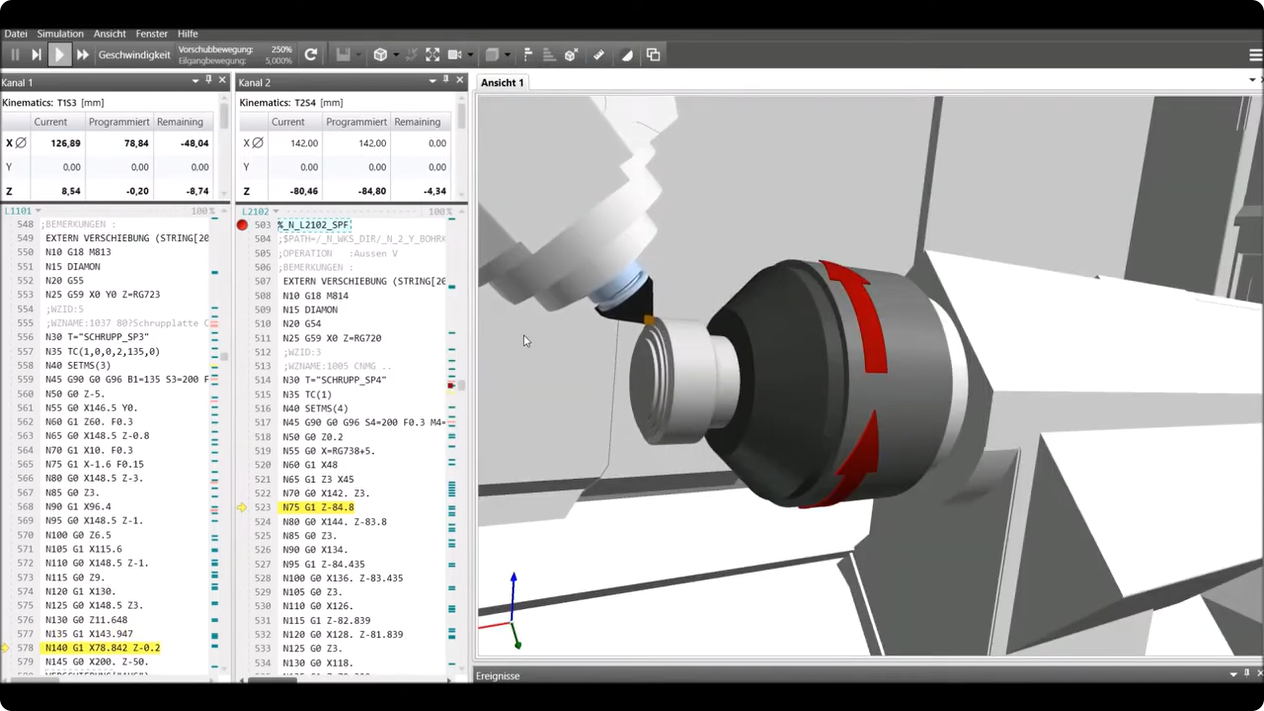 Datei Simulation Ansicht Fenster Hilfe
Geschwindigkeit Vorschubbewegung: 250%
Eilgangbewegung: 5,000%
Kanal 1
Kinematics: T1S3 [mm]
Current Programmiert Remaining
X∅ 126,89 78,84 -48,04
Y 0,00 0,00 0,00
Z 8,54 -0,20 -8,74
L1101 100%
548 ;BEMERKUNGEN :
549 EXTERN VERSCHIEBUNG (STRING[20
550 N10 G18 M813
551 N15 DIAMON
552 N20 G55
553 N25 G59 X0 Y0 Z=RG723
554 ;WZID:5
555 ;WZNAME:1037 80?Schrupplatte C
556 N30 T="SCHRUPP_SP3"
557 N35 TC(1,0,0,2,135,0)
558 N40 SETMS(3)
559 N45 G90 G0 G96 B1=135 S3=200 F
560 N50 G0 Z-5.
561 N55 G0 X146.5 Y0.
562 N60 G1 Z60. F0.3
563 N65 G0 X148.5 Z-0.8
564 N70 G1 X10. F0.3
565 N75 G1 X-1.6 F0.15
566 N80 G0 X148.5 Z-3.
567 N85 G0 Z3.
568 N90 G1 X96.4
569 N95 G0 X148.5 Z-1.
570 N100 G0 Z6.5
571 N105 G1 X115.6
572 N110 G0 X148.5 Z-1.
573 N115 G0 Z9.
574 N120 G1 X130.
575 N125 G0 X148.5 Z3.
576 N130 G0 Z11.648
577 N135 G1 X143.947
578 N140 G1 X78.842 Z-0.2
579 N145 G0 X200. Z-50.
Kanal 2
Kinematics: T2S4 [mm]
Current Programmiert Remaining
X∅ 142.00 142.00 0.00
Y 0,00 0,00 0,00
Z -80,46 -84,80 -4,34
L2102 100%
503 %_N_L2102_SPF
504 ;$PATH=/_N_WKS_DIR/_N_2_Y_BOHR
505 ;OPERATION :Aussen V
506 ;BEMERKUNGEN :
507 EXTERN VERSCHIEBUNG (STRING[20
508 N10 G18 M814
509 N15 DIAMON
510 N20 G54
511 N25 G59 X0 Z=RG720
512 ;WZID:3
513 ;WZNAME:1005 CNMG ..
514 N30 T="SCHRUPP_SP4"
515 N35 TC(1)
516 N40 SETMS(4)
517 N45 G90 G0 G96 S4=200 F0.3 M4=
518 N50 G0 Z0.2
519 N55 G0 X=RG738+5.
520 N60 G1 X48
521 N65 G1 Z3 X45
522 N70 G0 X142. Z3.
523 N75 G1 Z-84.8
524 N80 G0 X144. Z-83.8
525 N85 G0 Z3.
526 N90 G0 X134.
527 N95 G1 Z-84.435
528 N100 G0 X136. Z-83.435
529 N105 G0 Z3.
530 N110 G0 X126.
531 N115 G1 Z-82.839
532 N120 G0 X128. Z-81.839
533 N125 G0 Z3.
534 N130 G0 X118.
Ansicht 1
Ereignisse